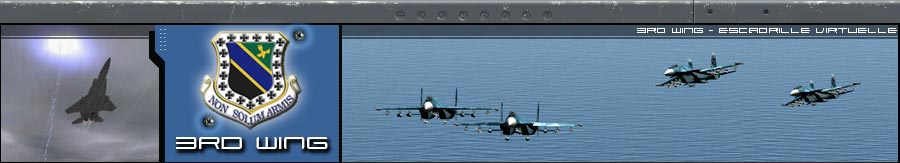 3RD WING - ESCADRILLE VIRTUELLE
NON SOLUM ARMIS
3RD WING